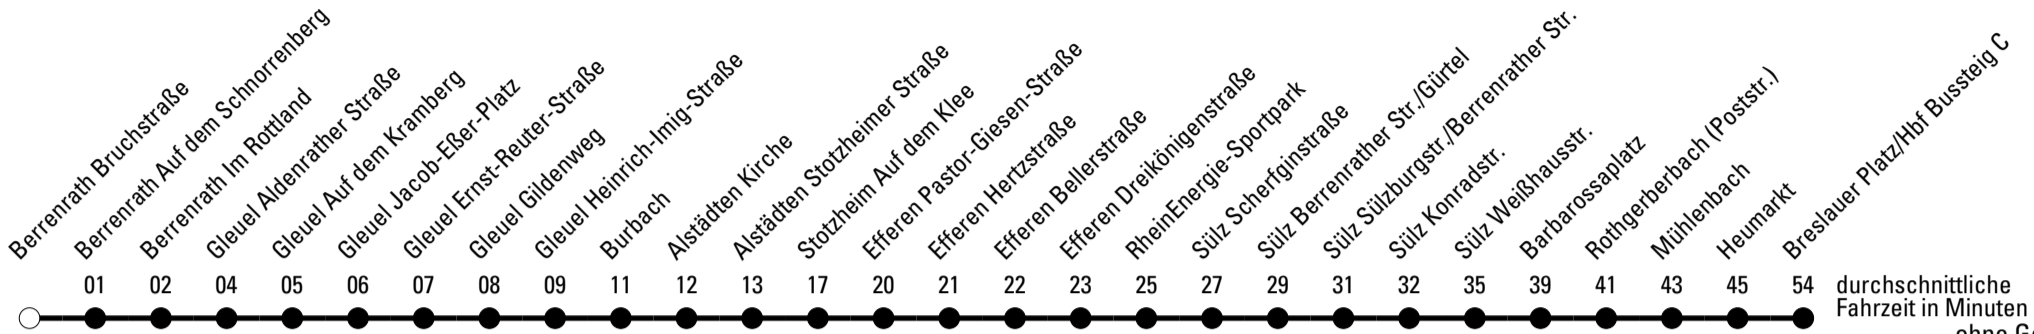 Berrenrath Bruchstraße
Berrenrath Auf dem Schnorrenberg
Berrenrath Im Rottland
Gleuel Aldenrather Straße
Gleuel Auf dem Kramberg
Gleuel Jacob-Eßer-Platz
Gleuel Ernst-Reuter-Straße
Gleuel Gildenweg
Gleuel Heinrich-Imig-Straße
Burbach
Alstädten Kirche
Alstädten Stotzheimer Straße
Stotzheim Auf dem Klee
Efferen Pastor-Giesen-Straße
Efferen Hertzstraße
Efferen Bellerstraße
Efferen Dreikönigenstraße
RheinEnergie-Sportpark
Sülz Scherfginstraße
Sülz Berrenrather Str./Gürtel
Sülz Sülzburgstr./Berrenrather Str.
Sülz Konradstr.
Sülz Weißhausstr.
Barbarossaplatz
Rothgerberbach (Poststr.)
Mühlenbach
Heumarkt
Breslauer Platz/Hbf Bussteig C
01 02 04 05 06 07 08 09 11 12 13 17 20 21 22 23 25 27 29 31 32 35 39 41 43 45 54
durchschnittliche
Fahrzeit in Minuten
ohne